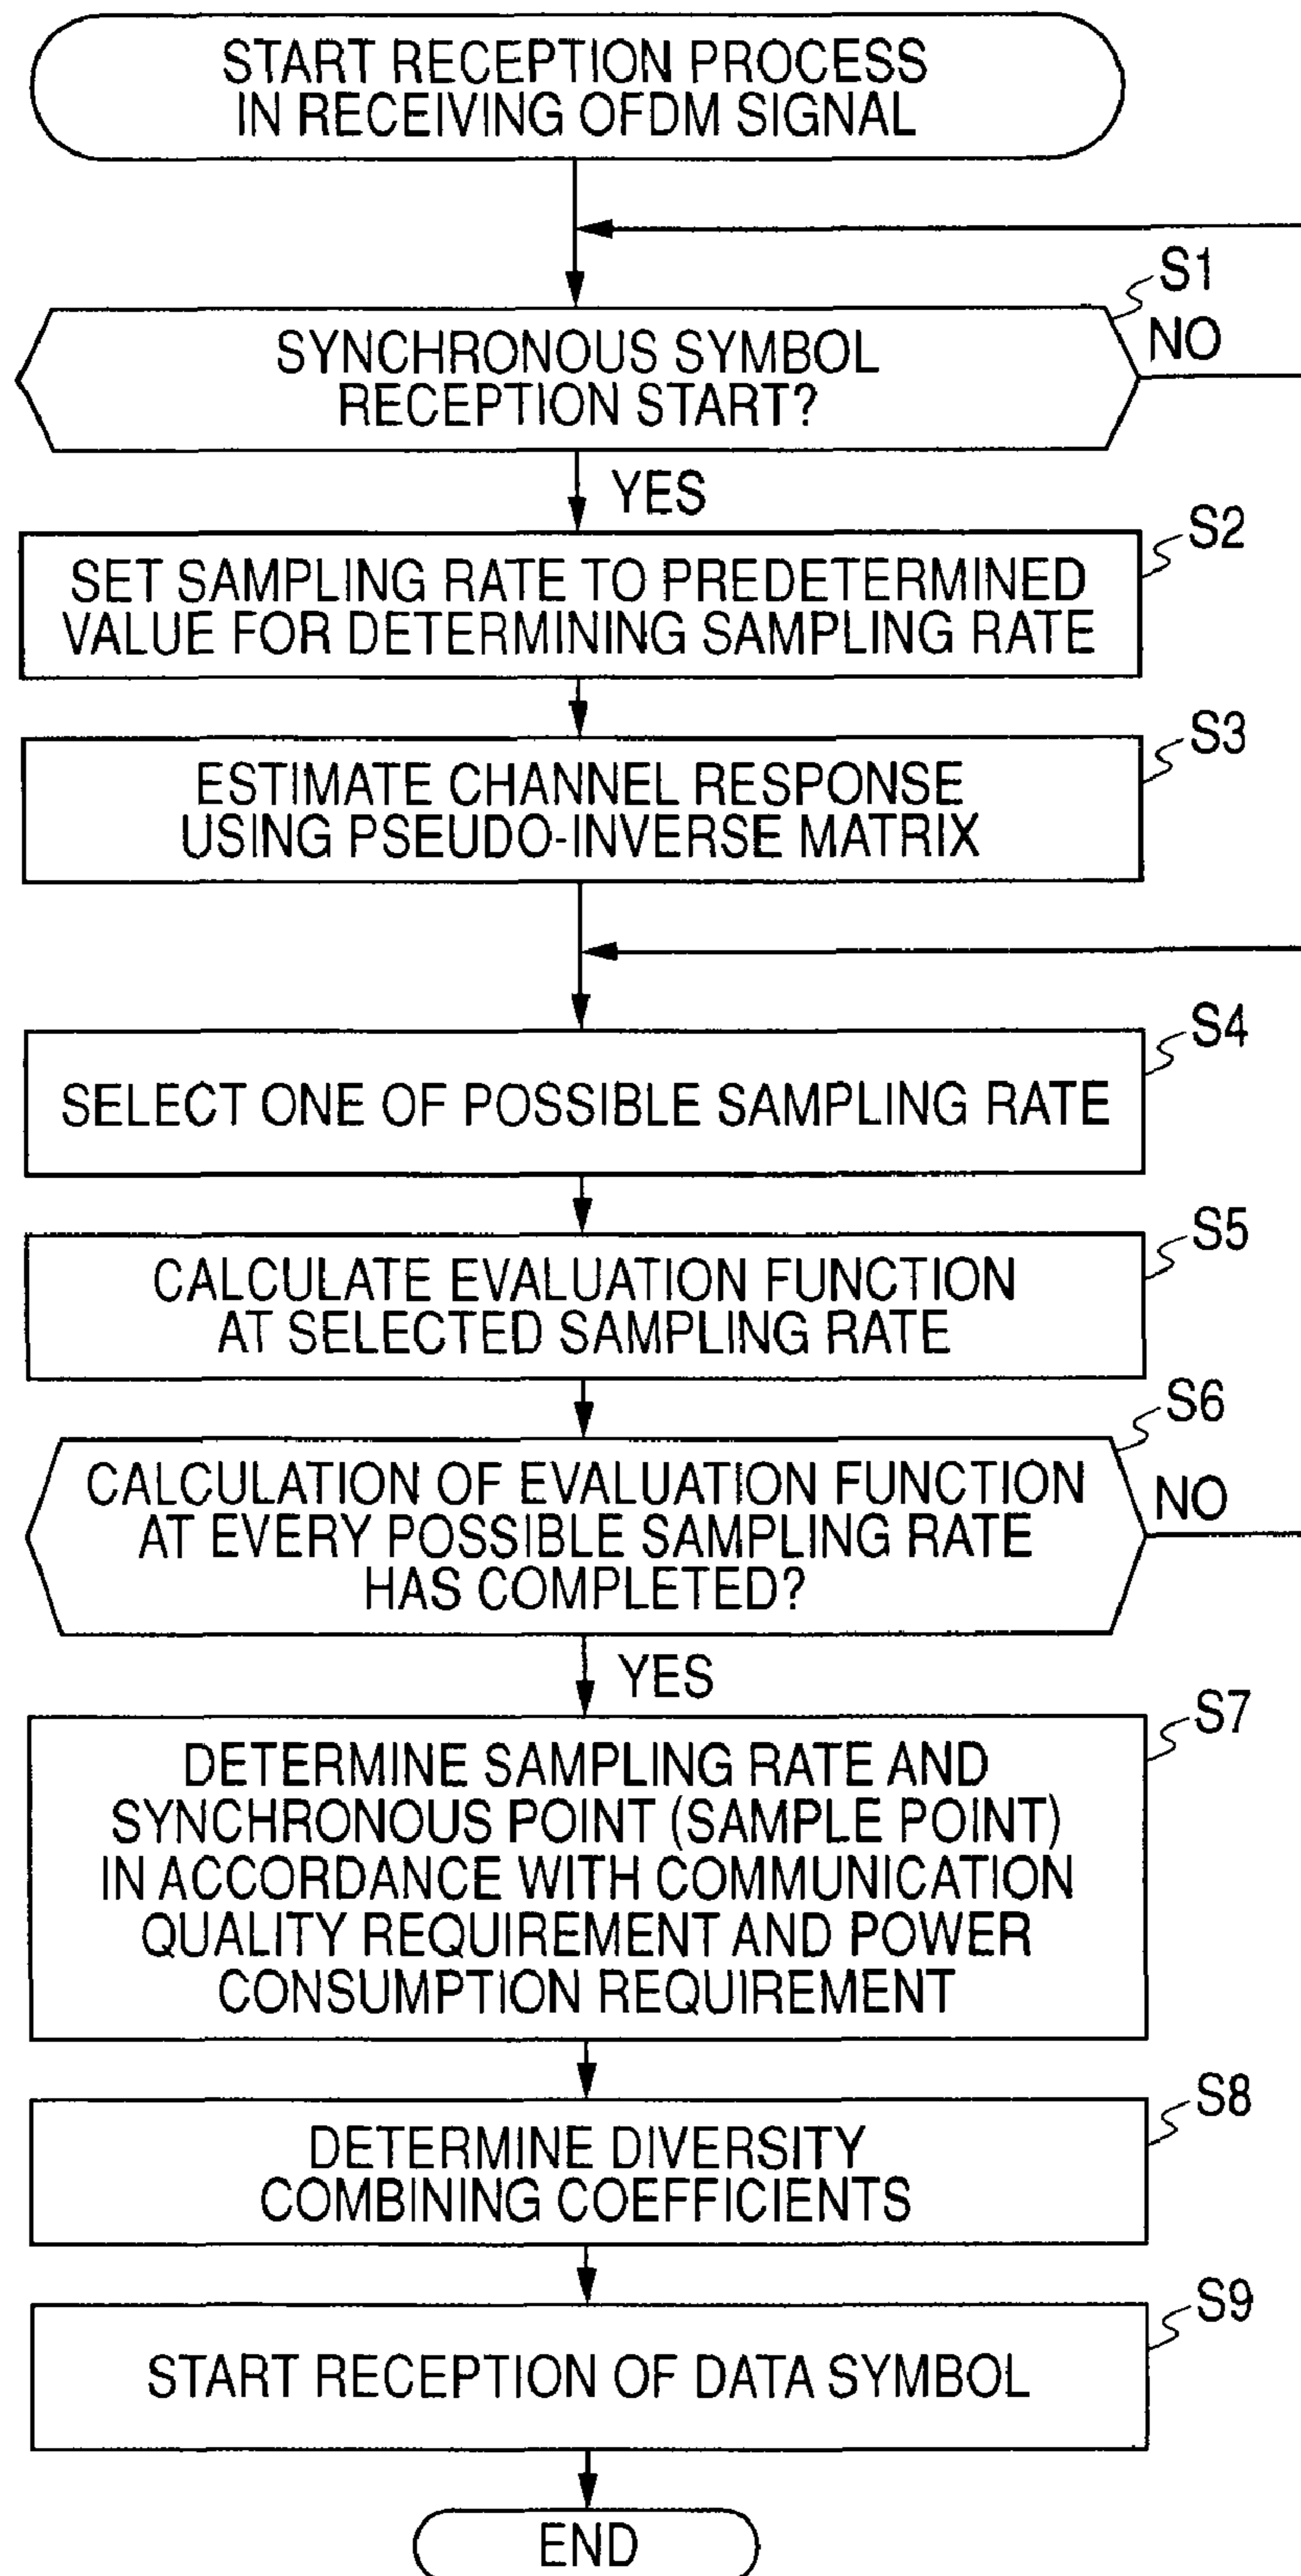 START RECEPTION PROCESS
IN RECEIVING OFDM SIGNAL
S1
SYNCHRONOUS SYMBOL
RECEPTION START?
NO
YES
S2
SET SAMPLING RATE TO PREDETERMINED
VALUE FOR DETERMINING SAMPLING RATE
S3
ESTIMATE CHANNEL RESPONSE
USING PSEUDO-INVERSE MATRIX
S4
SELECT ONE OF POSSIBLE SAMPLING RATE
S5
CALCULATE EVALUATION FUNCTION
AT SELECTED SAMPLING RATE
S6
CALCULATION OF EVALUATION FUNCTION
AT EVERY POSSIBLE SAMPLING RATE
HAS COMPLETED?
NO
YES
S7
DETERMINE SAMPLING RATE AND
SYNCHRONOUS POINT (SAMPLE POINT)
IN ACCORDANCE WITH COMMUNICATION
QUALITY REQUIREMENT AND POWER
CONSUMPTION REQUIREMENT
S8
DETERMINE DIVERSITY
COMBINING COEFFICIENTS
S9
START RECEPTION OF DATA SYMBOL
END